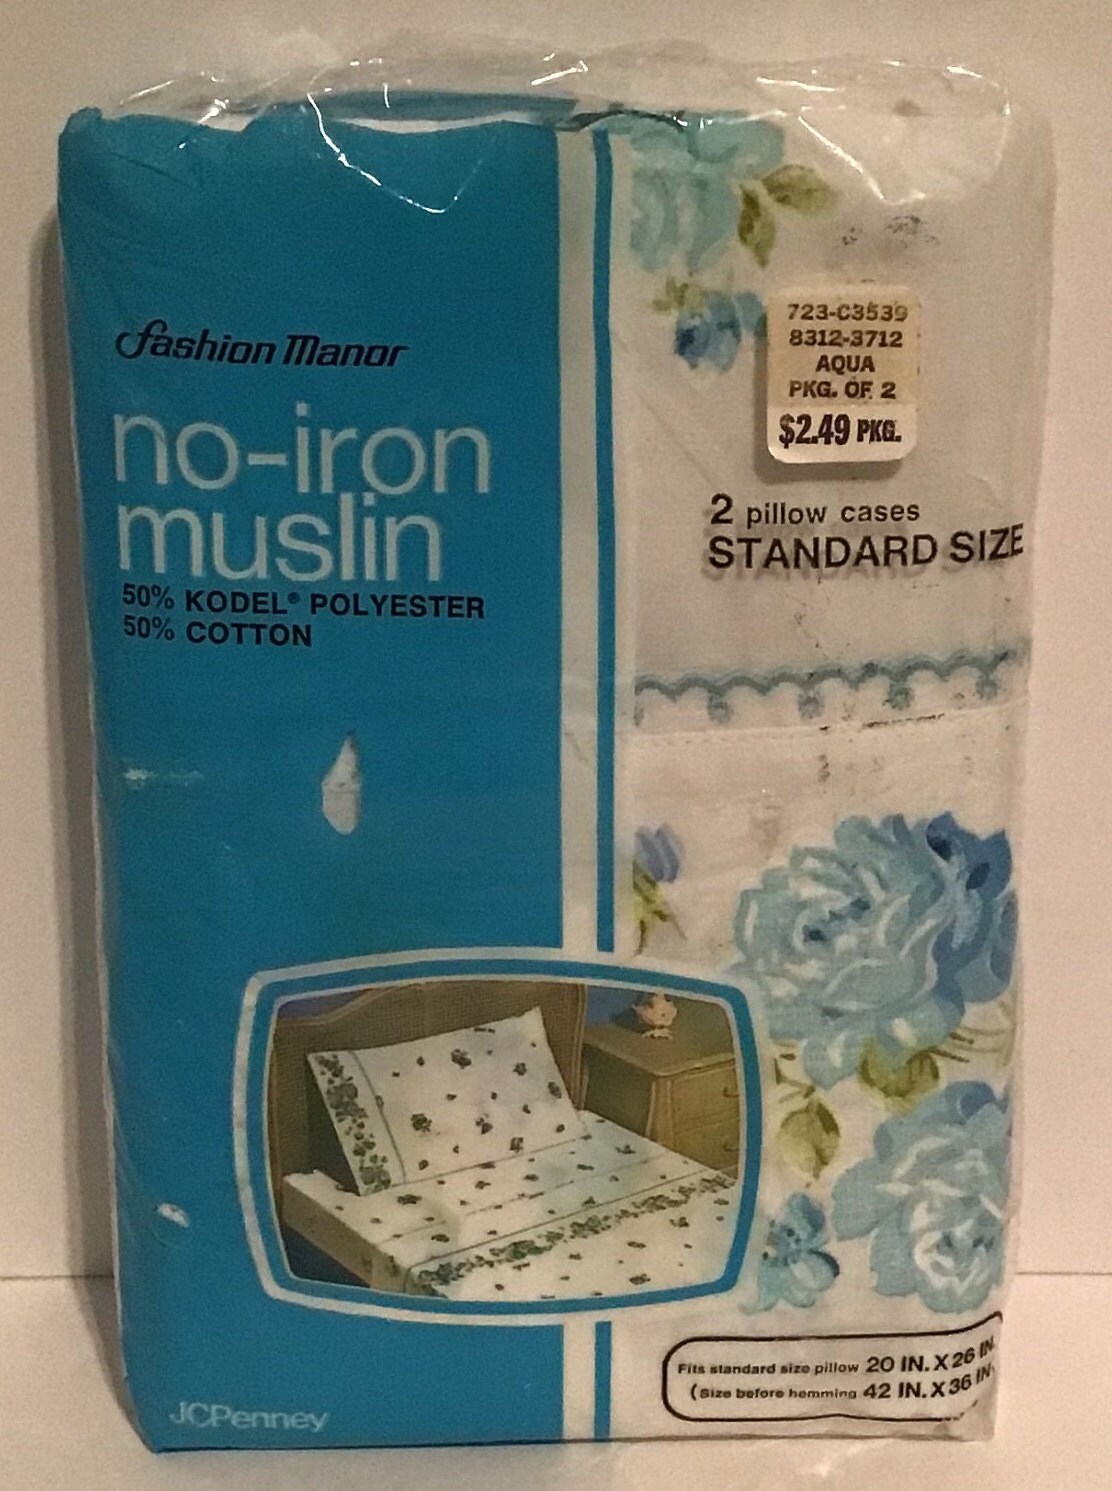 fashion Manor
no-iron
muslin
50% KODEL® POLYESTER
50% COTTON
723-C3539
8312-3712
AQUA
PKG. OF 2
$2.49 PKG.
2 pillow cases
STANDARD SIZE
Fits standard size pillow 20 IN. X 26 IN.
(Size before hemming 42 IN. X 36 IN.
JCPenney